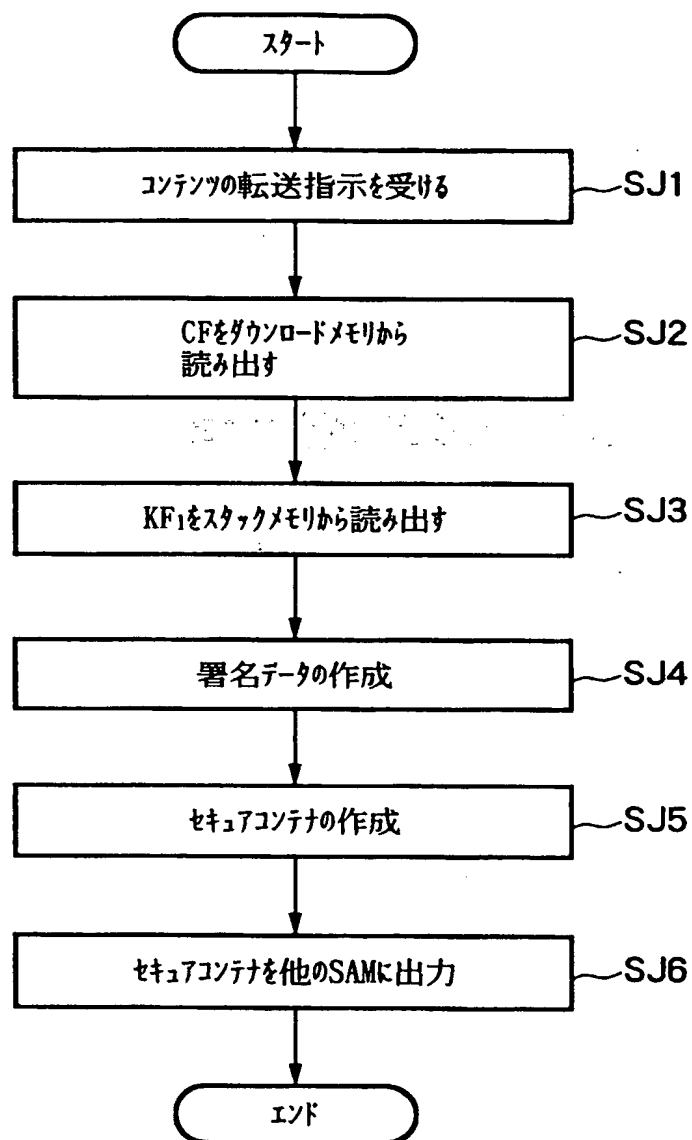 スタート
コンテンツの転送指示を受ける
SJ1
CFをダウンロードメモリから
読み出す
SJ2
KF₁をスタックメモリから読み出す
SJ3
署名データの作成
SJ4
セキュアコンテナの作成
SJ5
セキュアコンテナを他のSAMに出力
SJ6
エンド